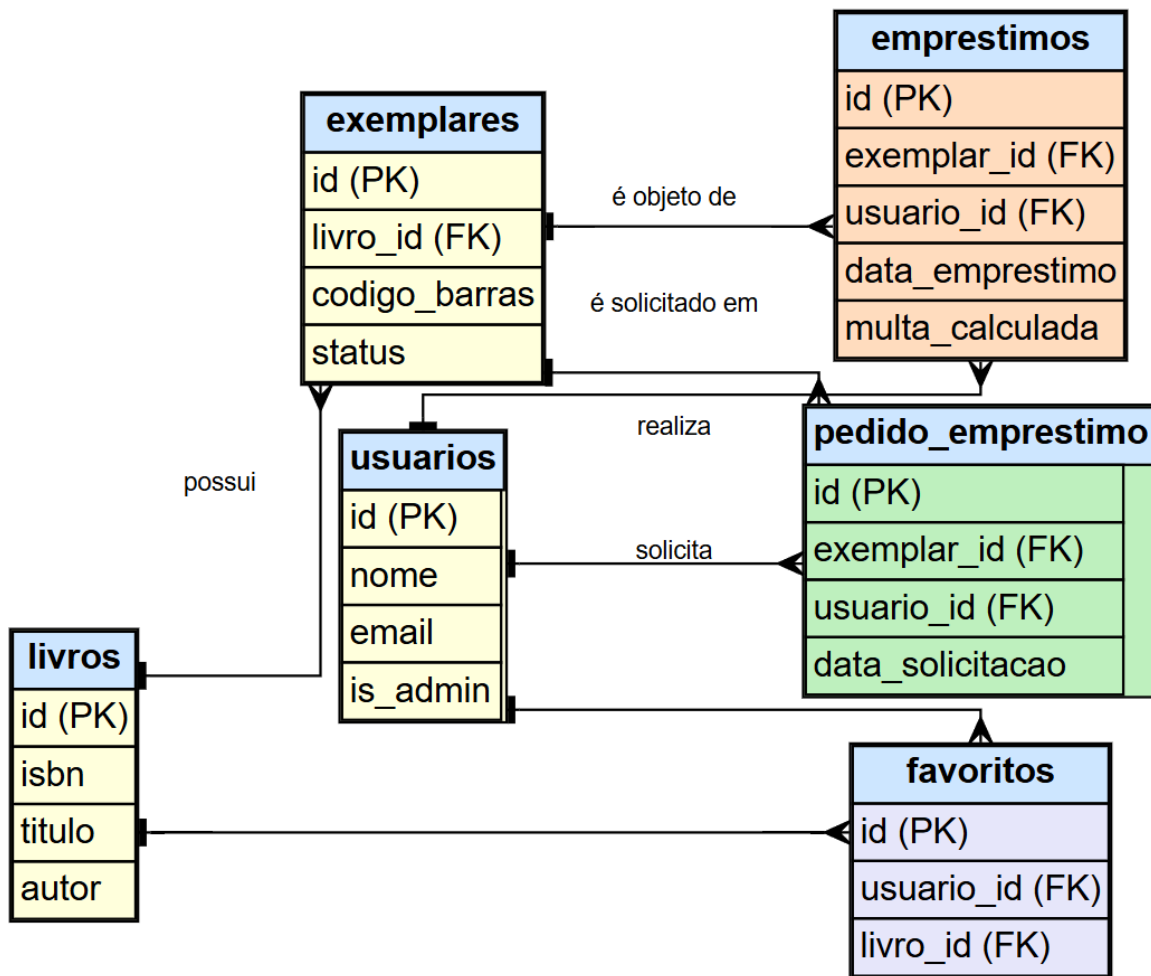 emprestimos
id (PK)
exemplar_id (FK)
usuario_id (FK)
data_emprestimo
multa_calculada
exemplares
id (PK)
livro_id (FK)
codigo_barras
status
é objeto de
é solicitado em
realiza
possui
usuarios
id (PK)
nome
email
is_admin
solicita
pedido_emprestimo
id (PK)
exemplar_id (FK)
usuario_id (FK)
data_solicitacao
livros
id (PK)
isbn
titulo
autor
favoritos
id (PK)
usuario_id (FK)
livro_id (FK)